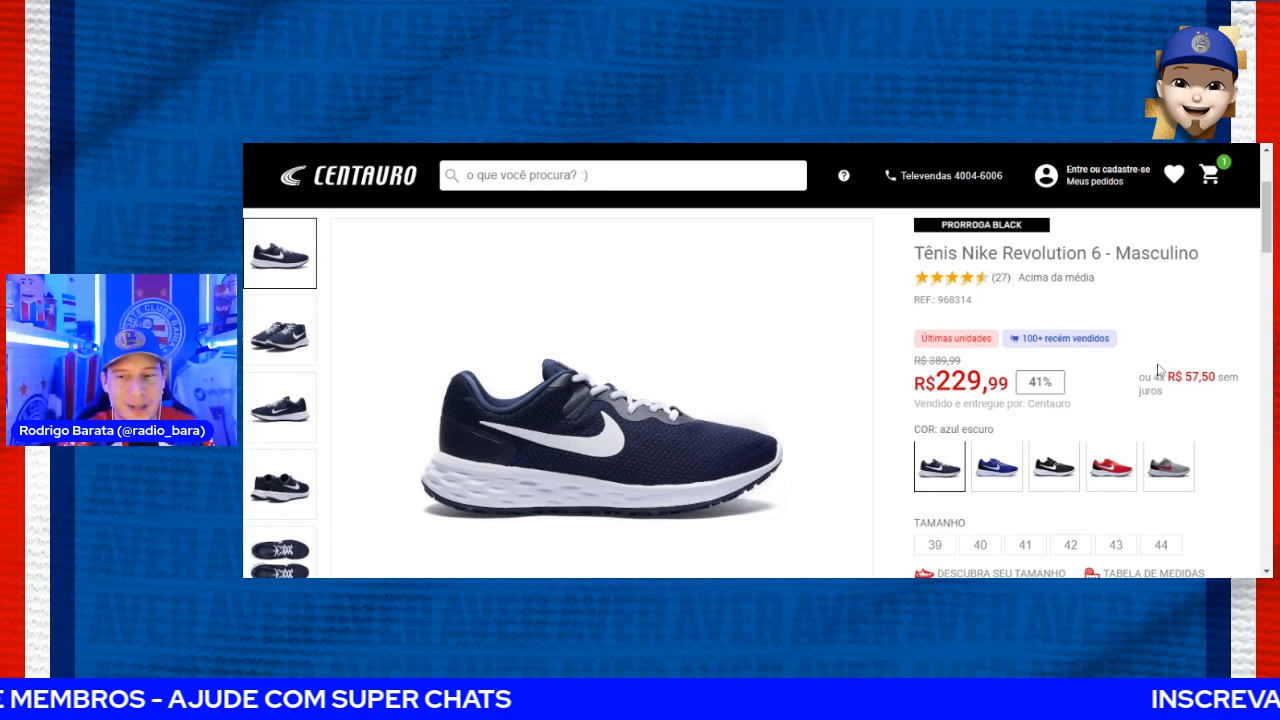 CENTAURO
o que você procura? :)
?
Televendas 4004-6006
Entre ou cadastre-se
Meus pedidos
1
PRORROGA BLACK
Tênis Nike Revolution 6 - Masculino
(27) Acima da média
REF.: 968314
Últimas unidades
100+ recém vendidos
R$ 389,99
R$229,99
41%
ou 4x R$ 57,50 sem
juros
Vendido e entregue por: Centauro
COR: azul escuro
TAMANHO
39 40 41 42 43 44
DESCUBRA SEU TAMANHO
TABELA DE MEDIDAS
Rodrigo Barata (@radio_bara)
E MEMBROS - AJUDE COM SUPER CHATS
INSCREVA